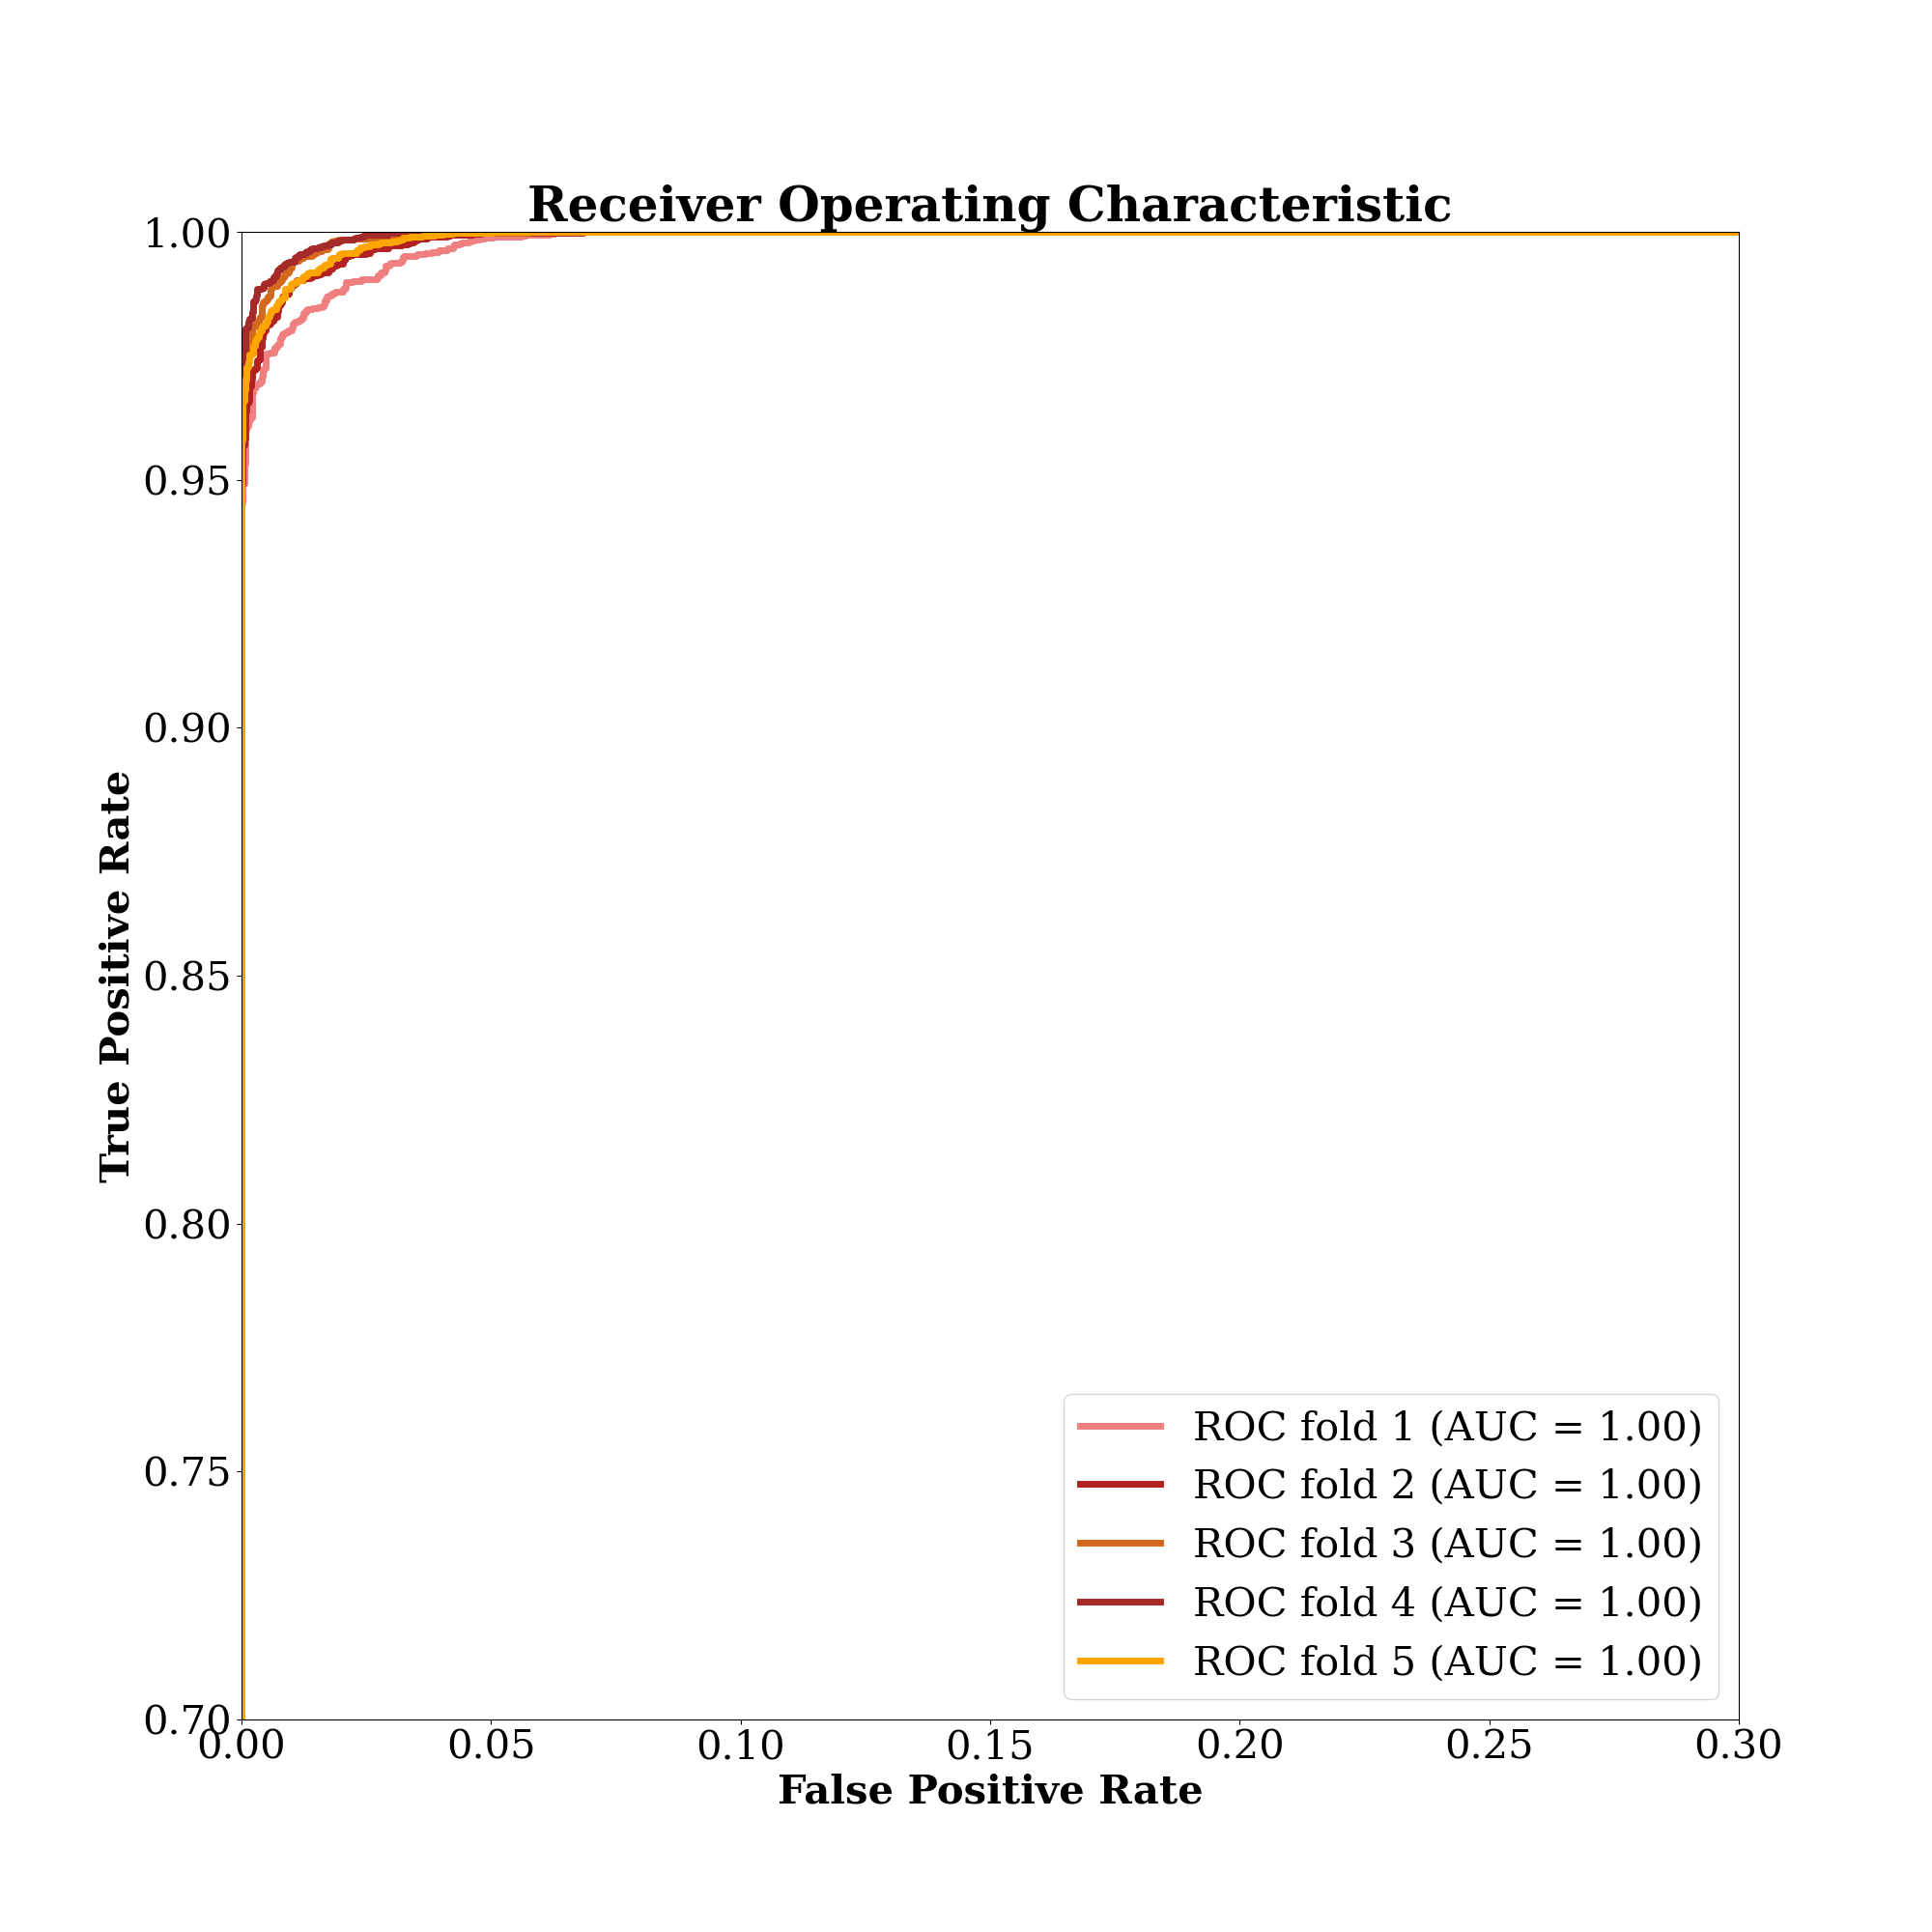 Receiver Operating Characteristic
1.00
0.95
0.90
0.85
0.80
0.75
0.70
True Positive Rate
ROC fold 1 (AUC = 1.00)
ROC fold 2 (AUC = 1.00)
ROC fold 3 (AUC = 1.00)
ROC fold 4 (AUC = 1.00)
ROC fold 5 (AUC = 1.00)
0.00 0.05 0.10 0.15 0.20 0.25 0.30
False Positive Rate